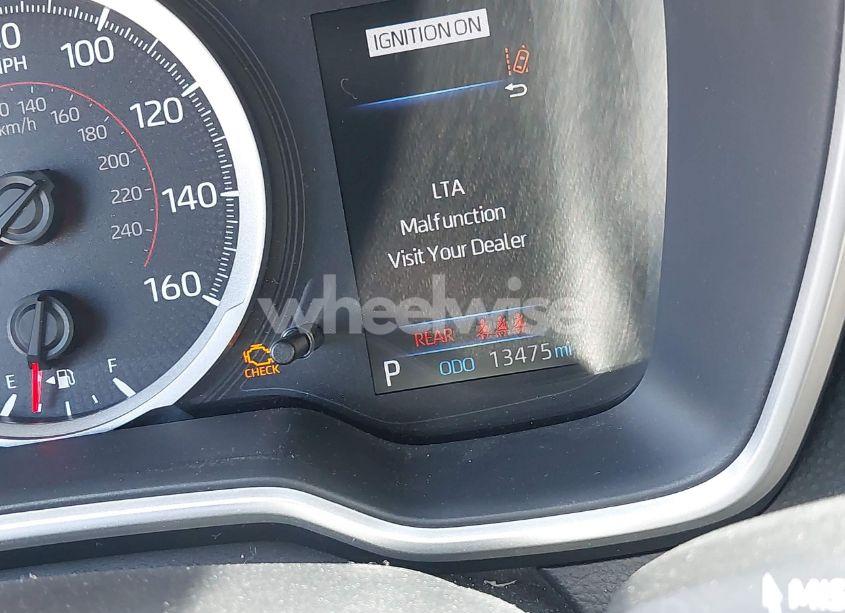 IGNITION ON
100
MPH
120
140
160
180
200
220
240
km/h
140
160
LTA
Malfunction
Visit Your Dealer
wheelwise
REAR
CHECK
P
ODO 13475 mi
E
F
MIS